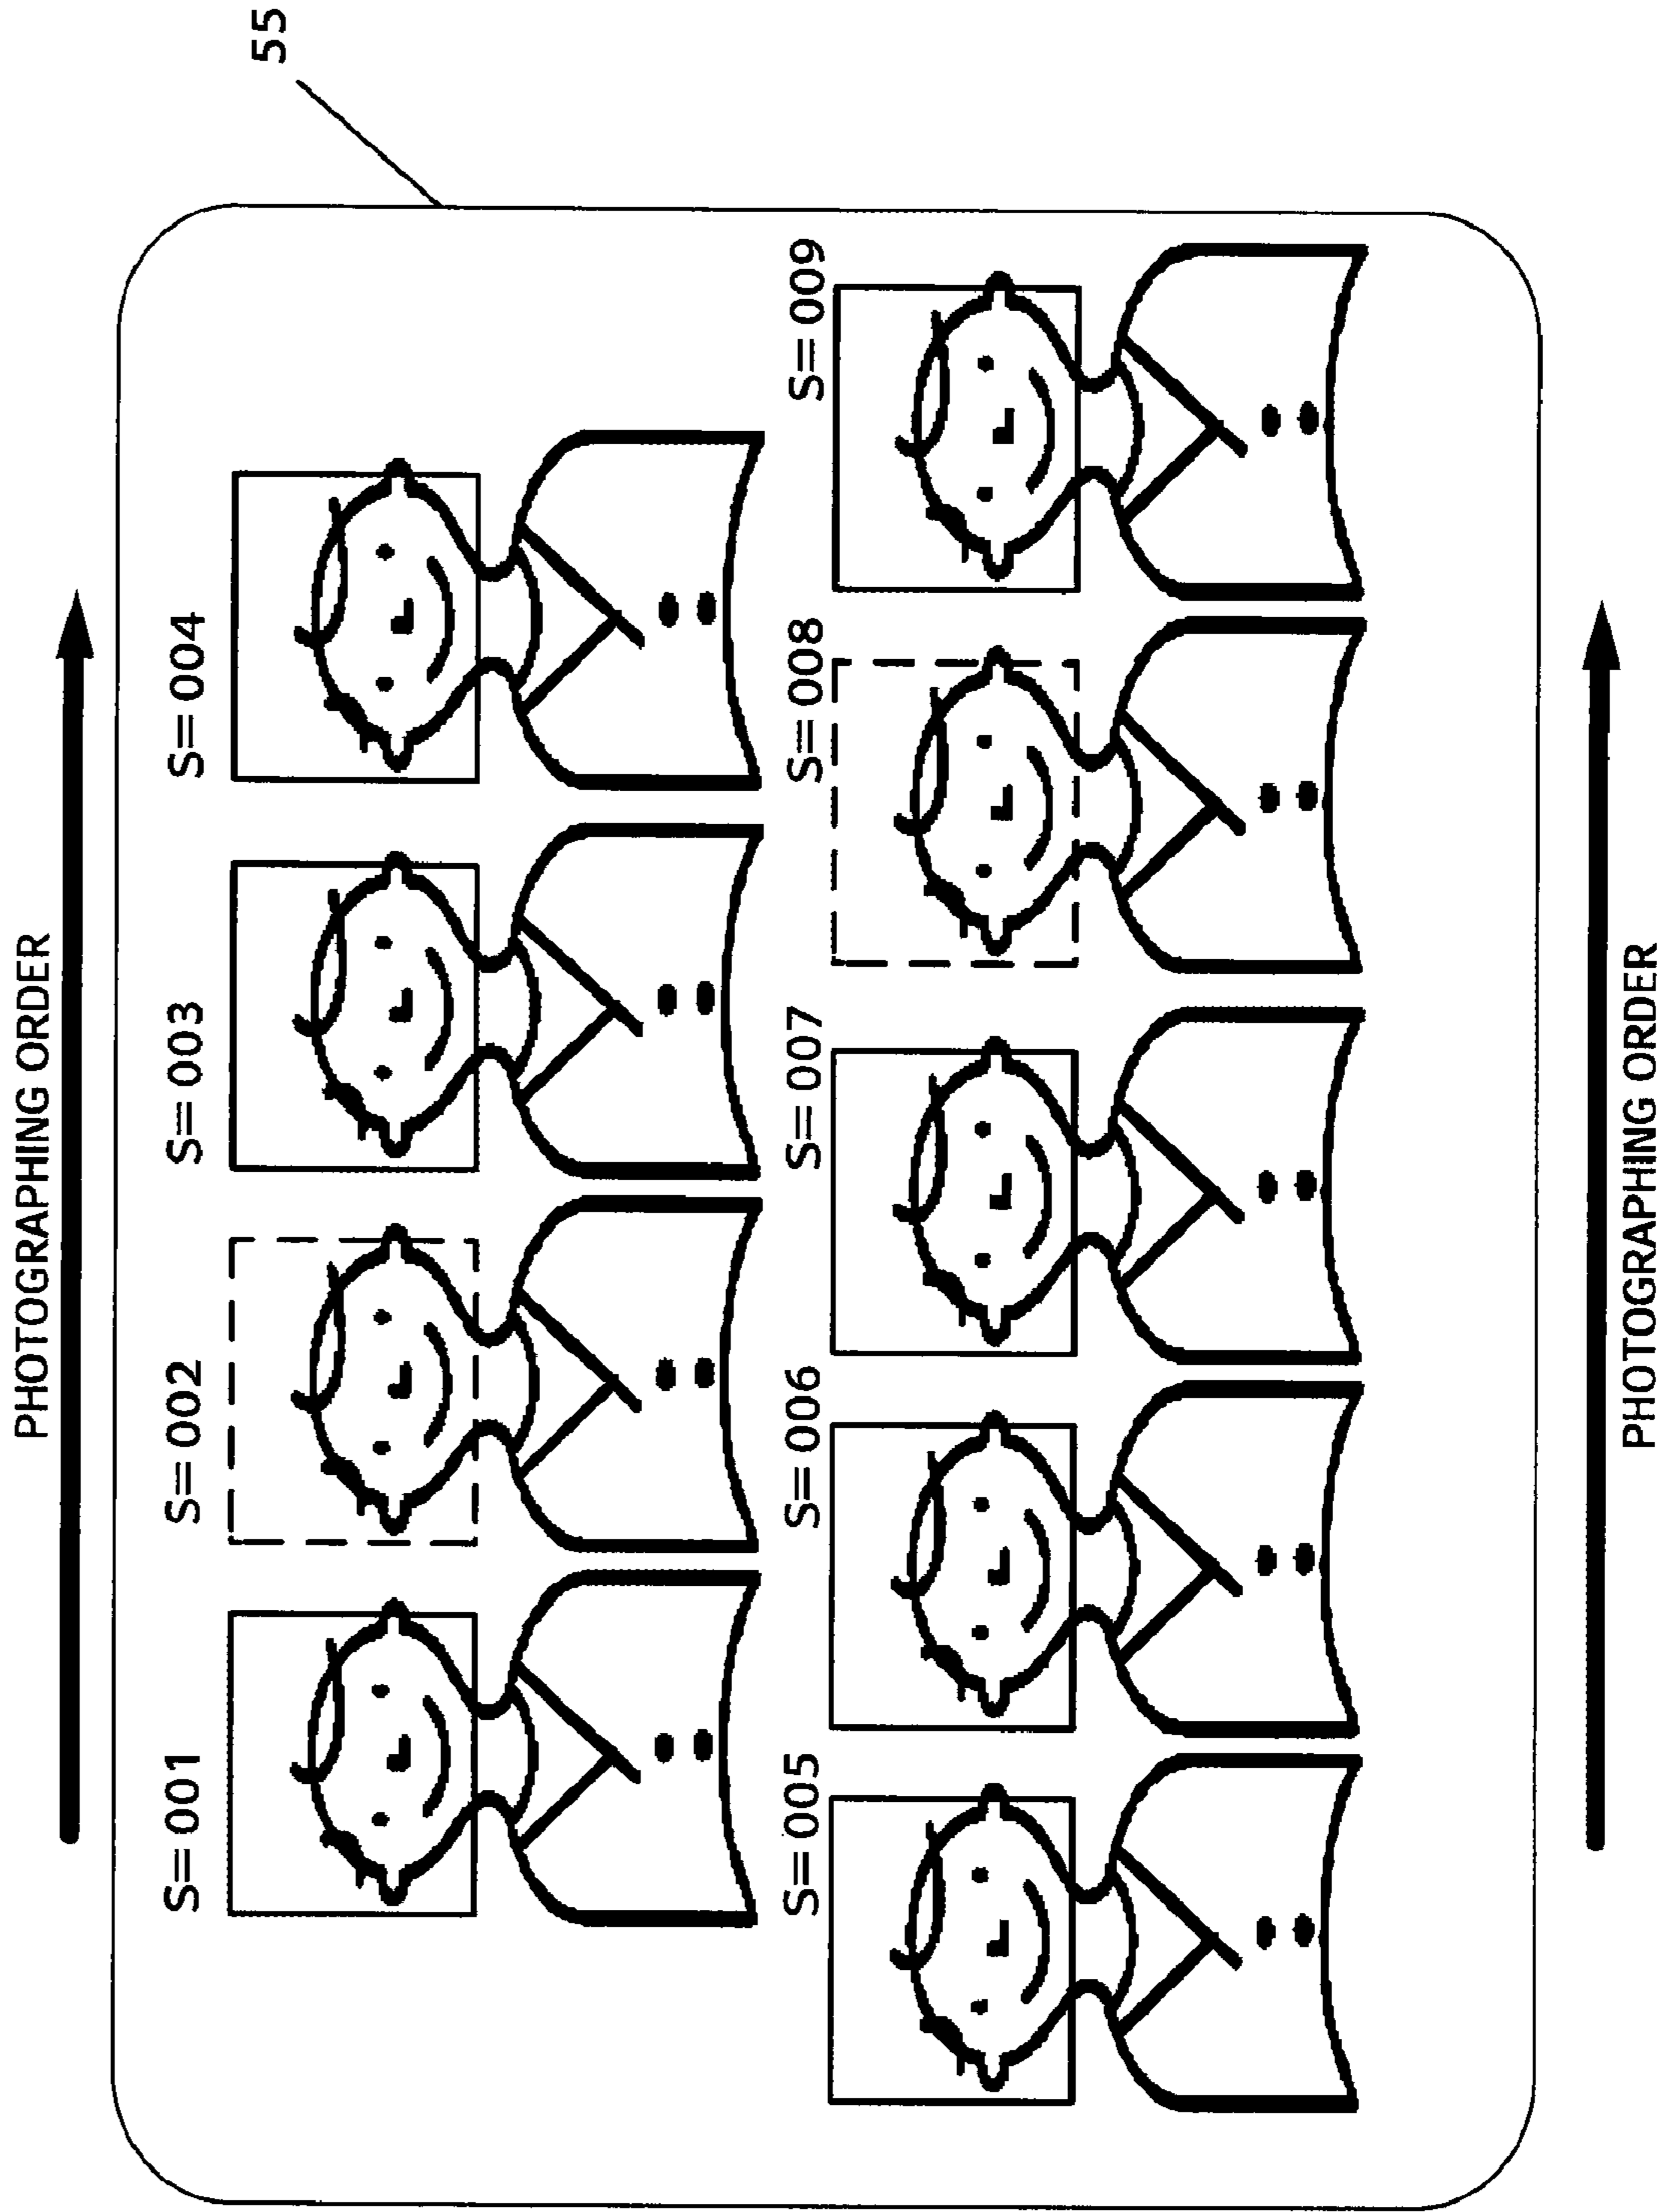 55
PHOTOGRAPHING ORDER
S=001 S=002 S=003 S=004
S=005 S=006 S=007 S=008 S=009
PHOTOGRAPHING ORDER